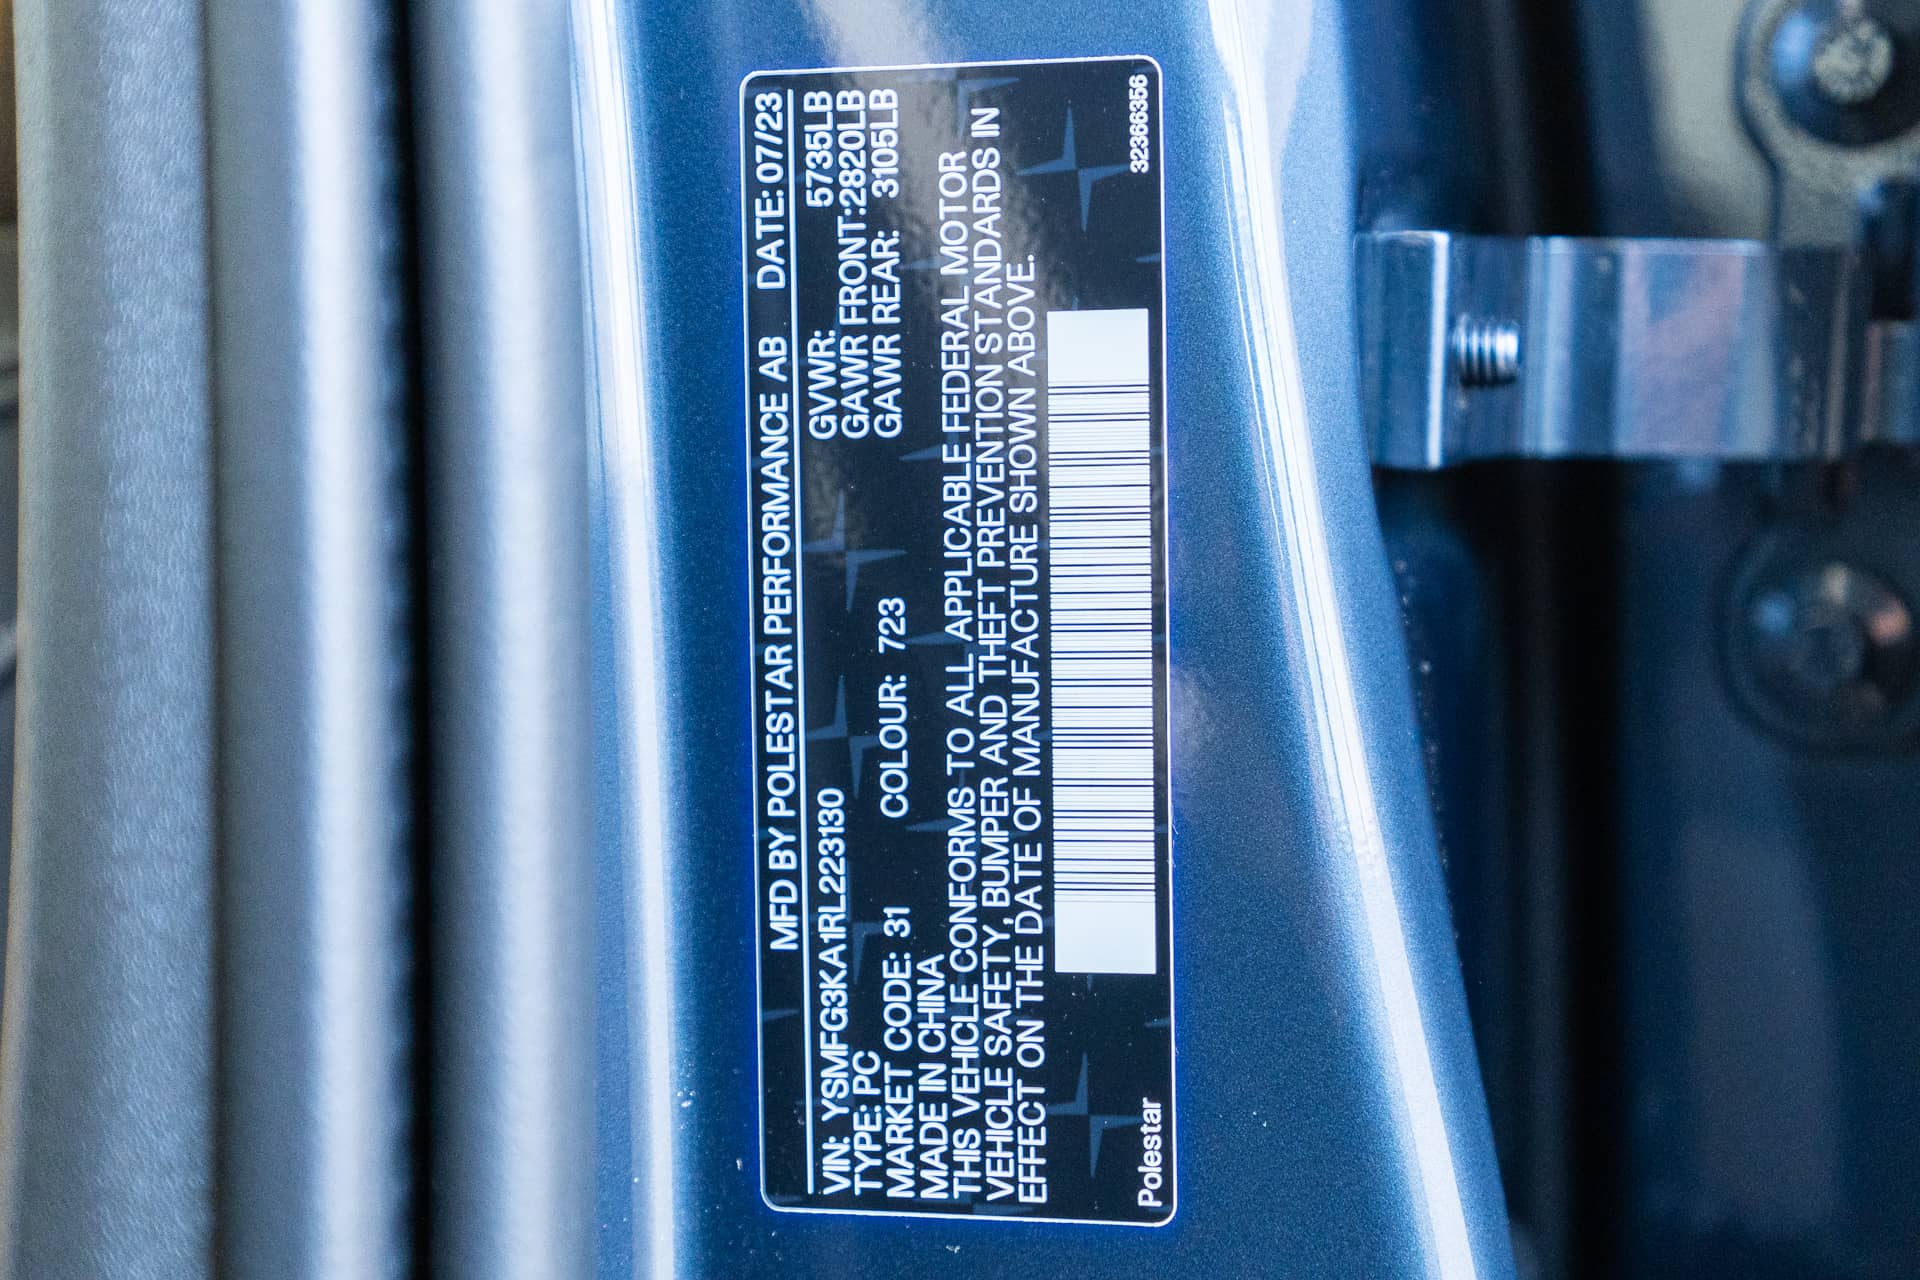 MFD BY POLESTAR PERFORMANCE AB DATE: 07/23
VIN: YSMFG3KA1RL223130 GVWR: 5735LB
TYPE: PC GAWR FRONT:2820LB
MARKET CODE: 31 COLOUR: 723 GAWR REAR: 3105LB
MADE IN CHINA
THIS VEHICLE CONFORMS TO ALL APPLICABLE FEDERAL MOTOR
VEHICLE SAFETY, BUMPER AND THEFT PREVENTION STANDARDS IN
EFFECT ON THE DATE OF MANUFACTURE SHOWN ABOVE.
Polestar 32366356